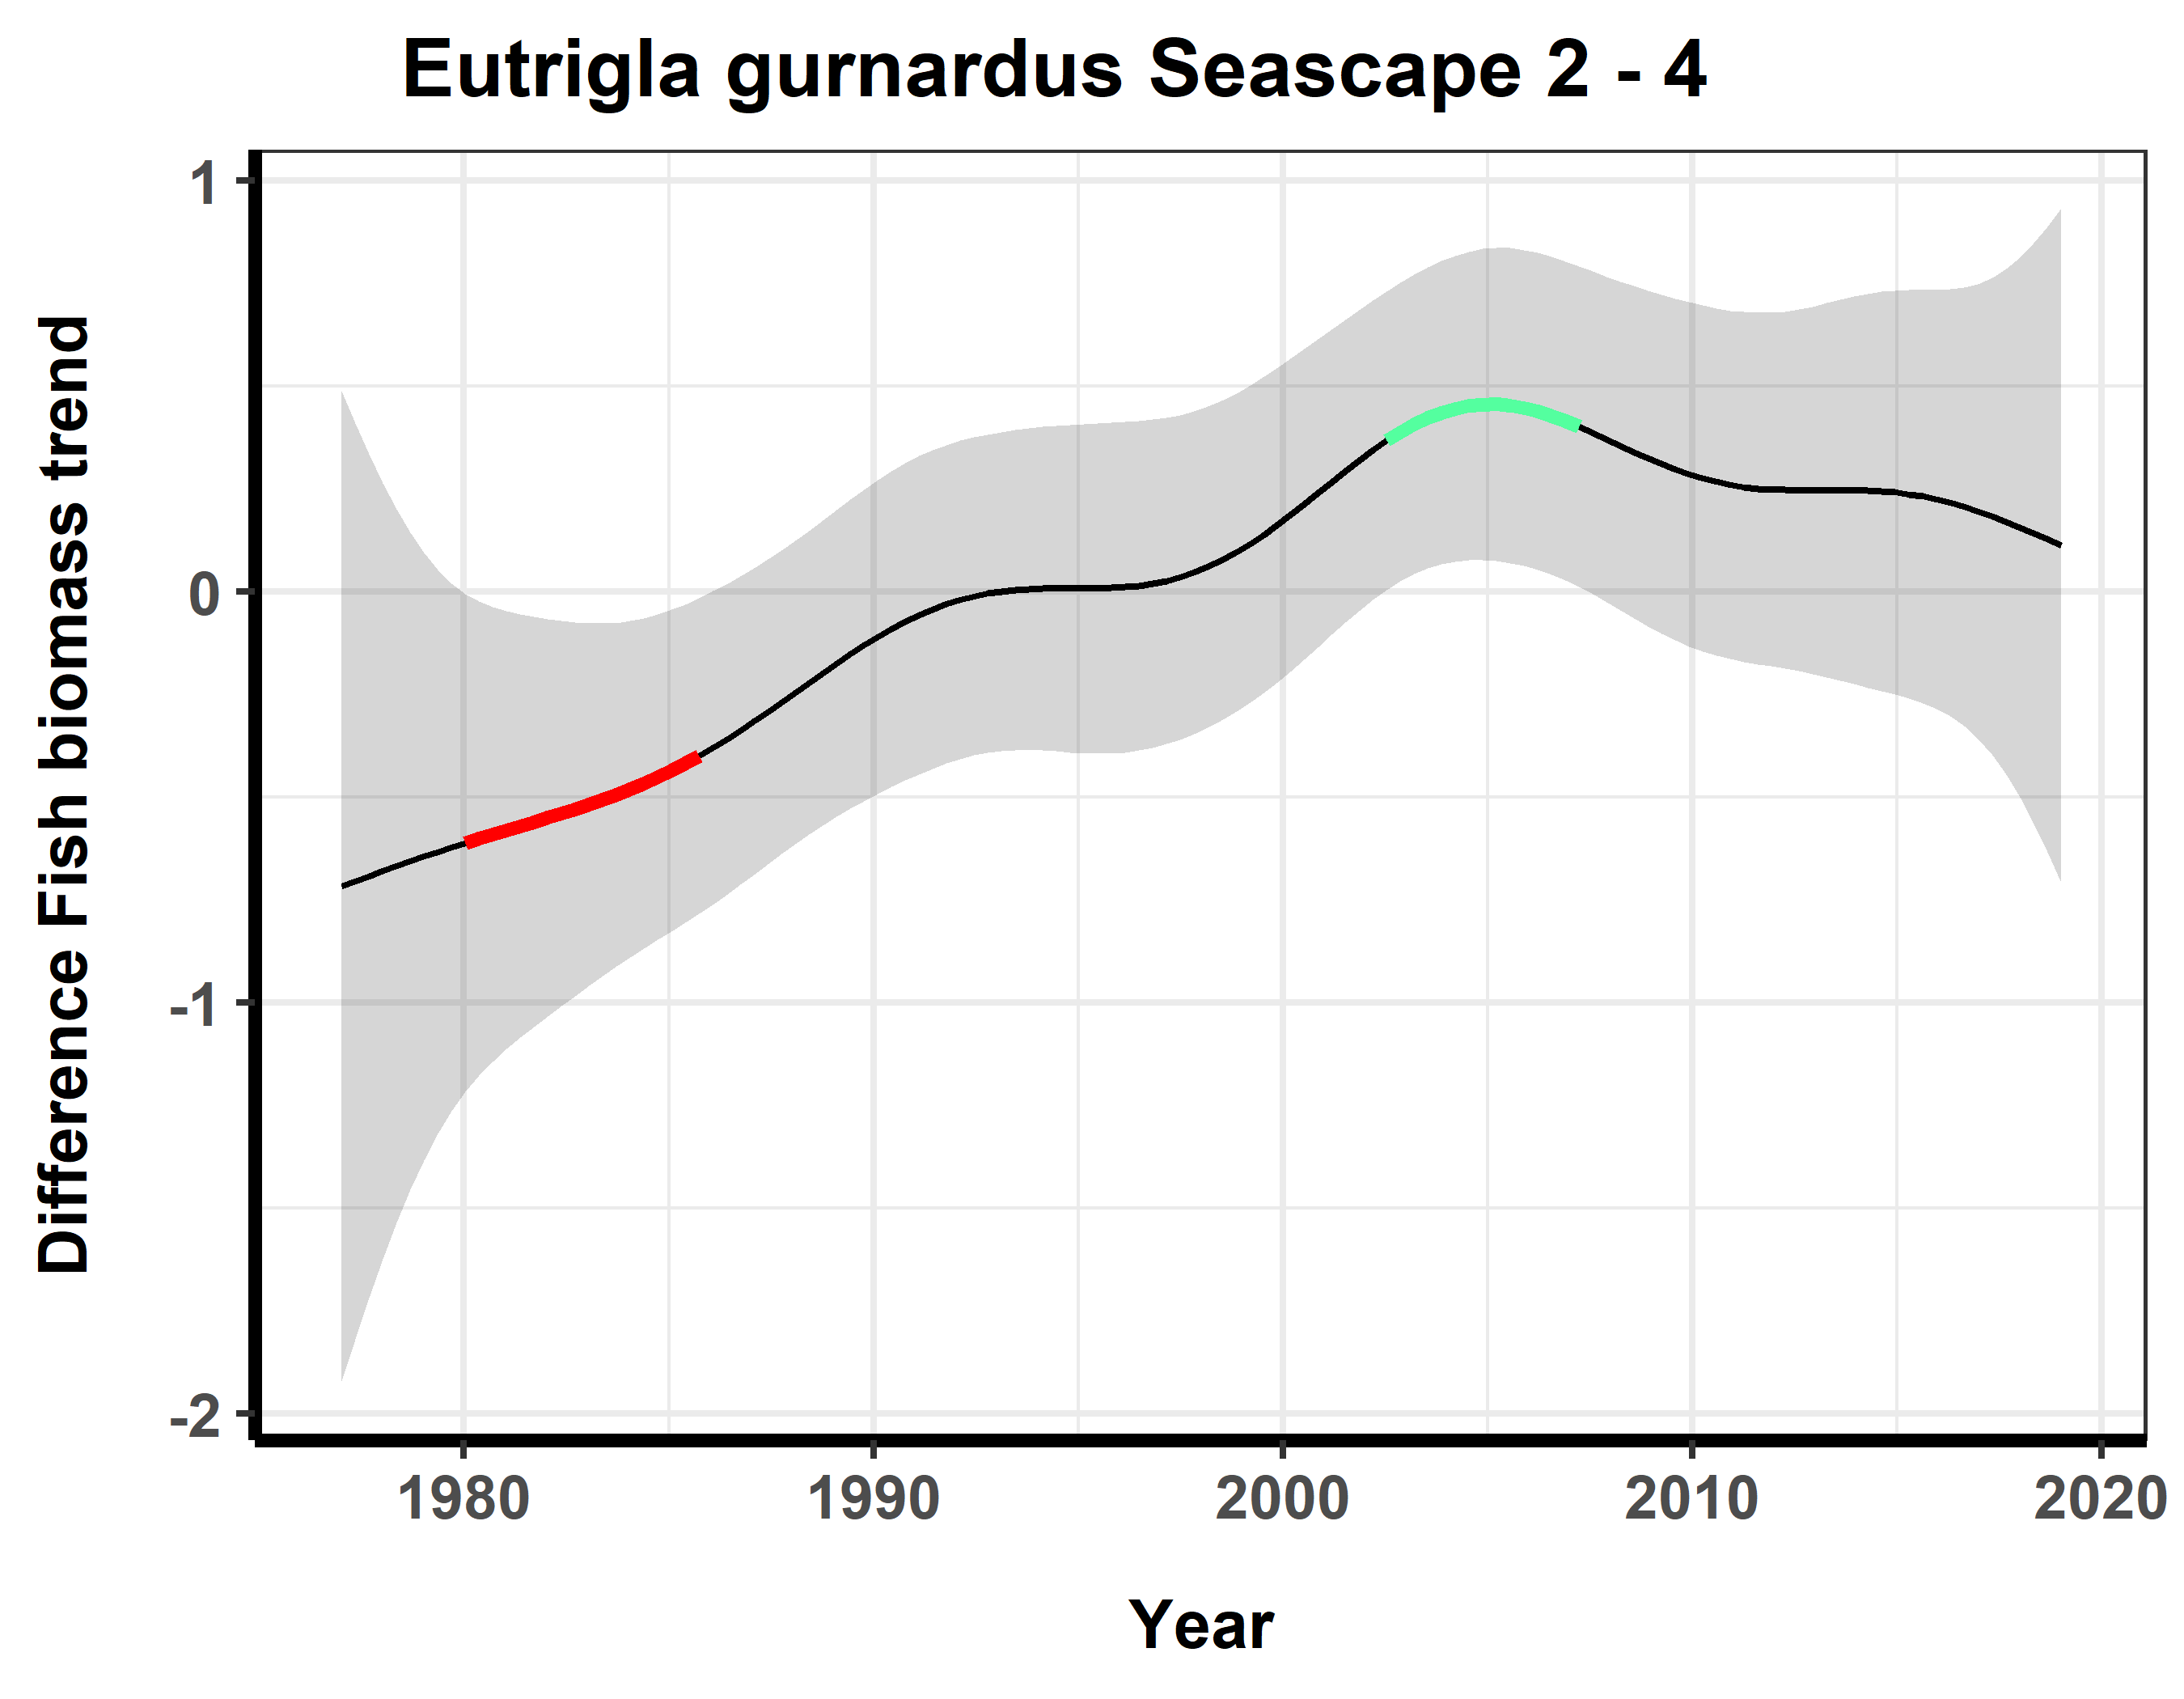 Eutrigla gurnardus Seascape 2 - 4
Difference Fish biomass trend
1
0
-1
-2
1980 1990 2000 2010 2020
Year